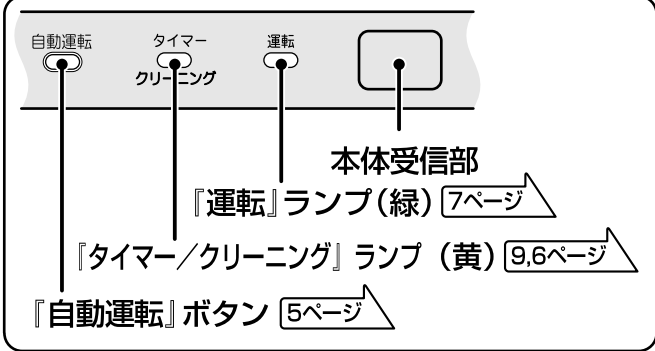 自動運転 タイマー 運転
クリーニング
本体受信部
『運転』ランプ(緑) 7ページ
『タイマー/クリーニング』ランプ(黄) 9,6ページ
『自動運転』ボタン 5ページ